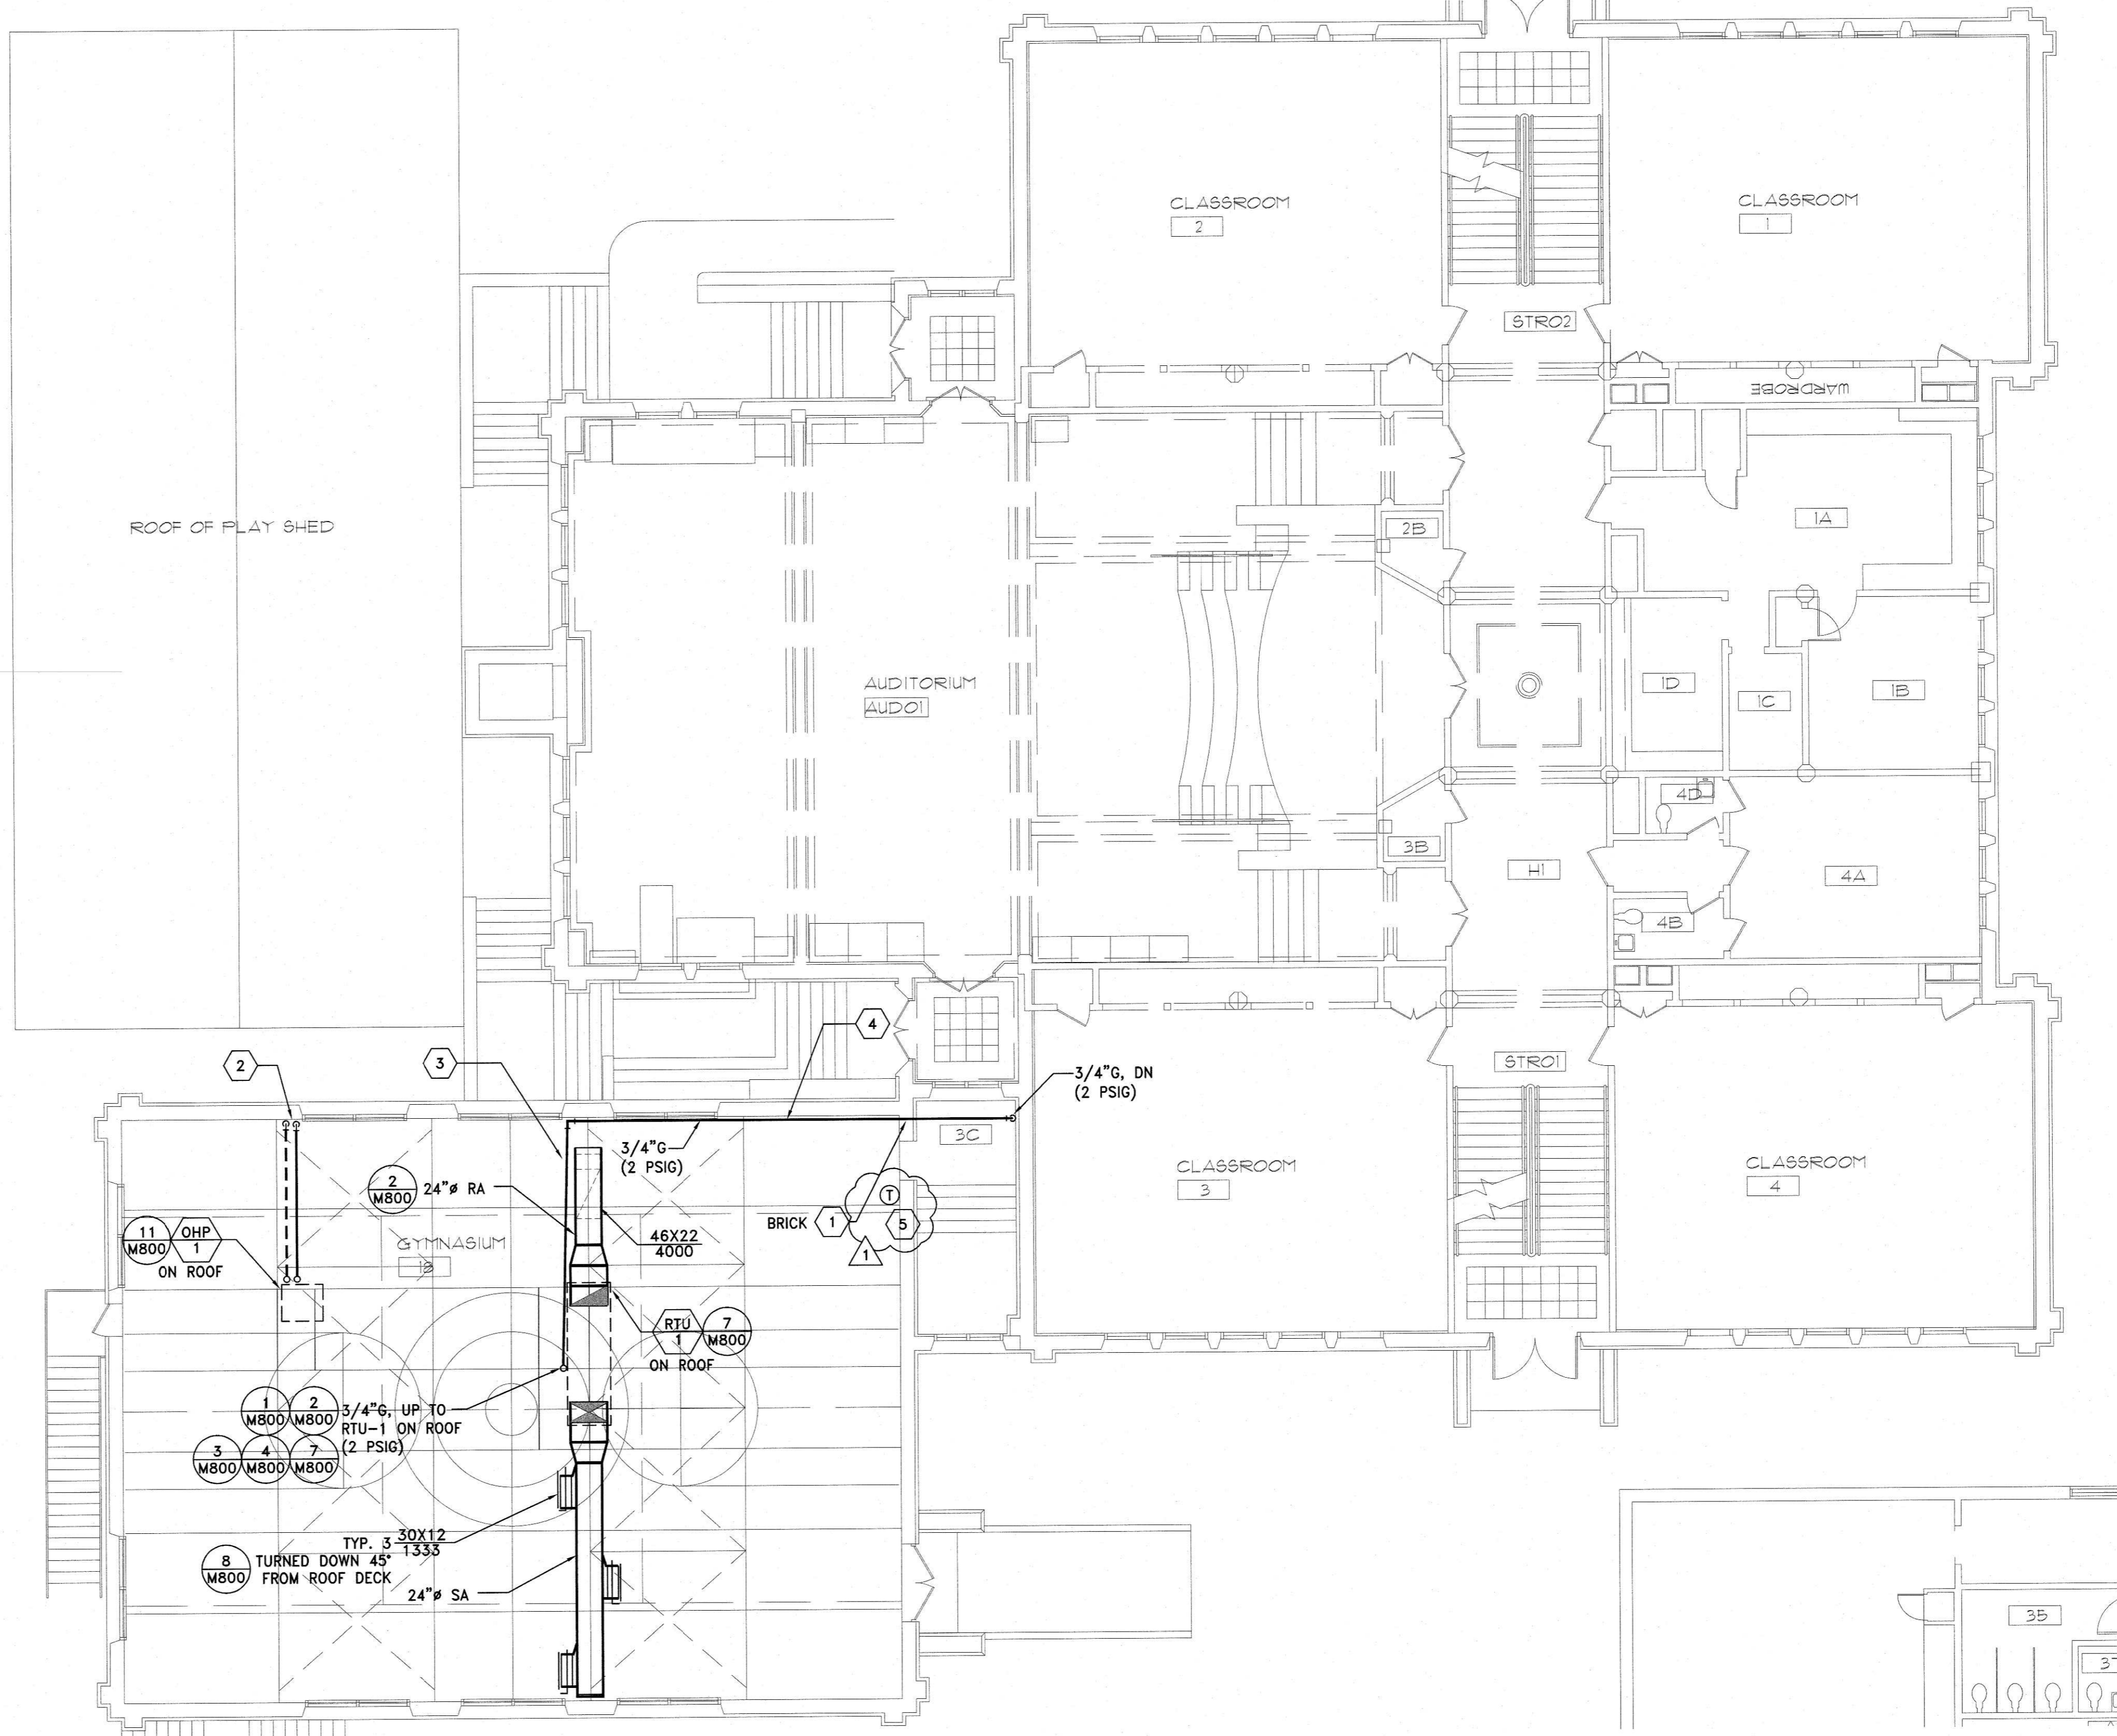 CLASSROOM
2
CLASSROOM
1
STR02
WARDROBE
ROOF OF PLAY SHED
2B
1A
AUDITORIUM
AUD01
1D
1C
1B
4D
3B
H1
4A
4B
4
STR01
2
3
3/4"G, DN
(2 PSIG)
3C
3/4"G
(2 PSIG)
CLASSROOM
3
CLASSROOM
4
2
M800
24"ø RA
T
BRICK
1
5
1
46X22
4000
11
M800
OHP
1
ON ROOF
GYMNASIUM
18
RTU
1
7
M800
ON ROOF
1
M800
2
M800
3/4"G, UP TO
RTU-1 ON ROOF
(2 PSIG)
3
M800
4
M800
7
M800
TYP. 3
30X12
1333
8
M800
TURNED DOWN 45°
FROM ROOF DECK
24"ø SA
35